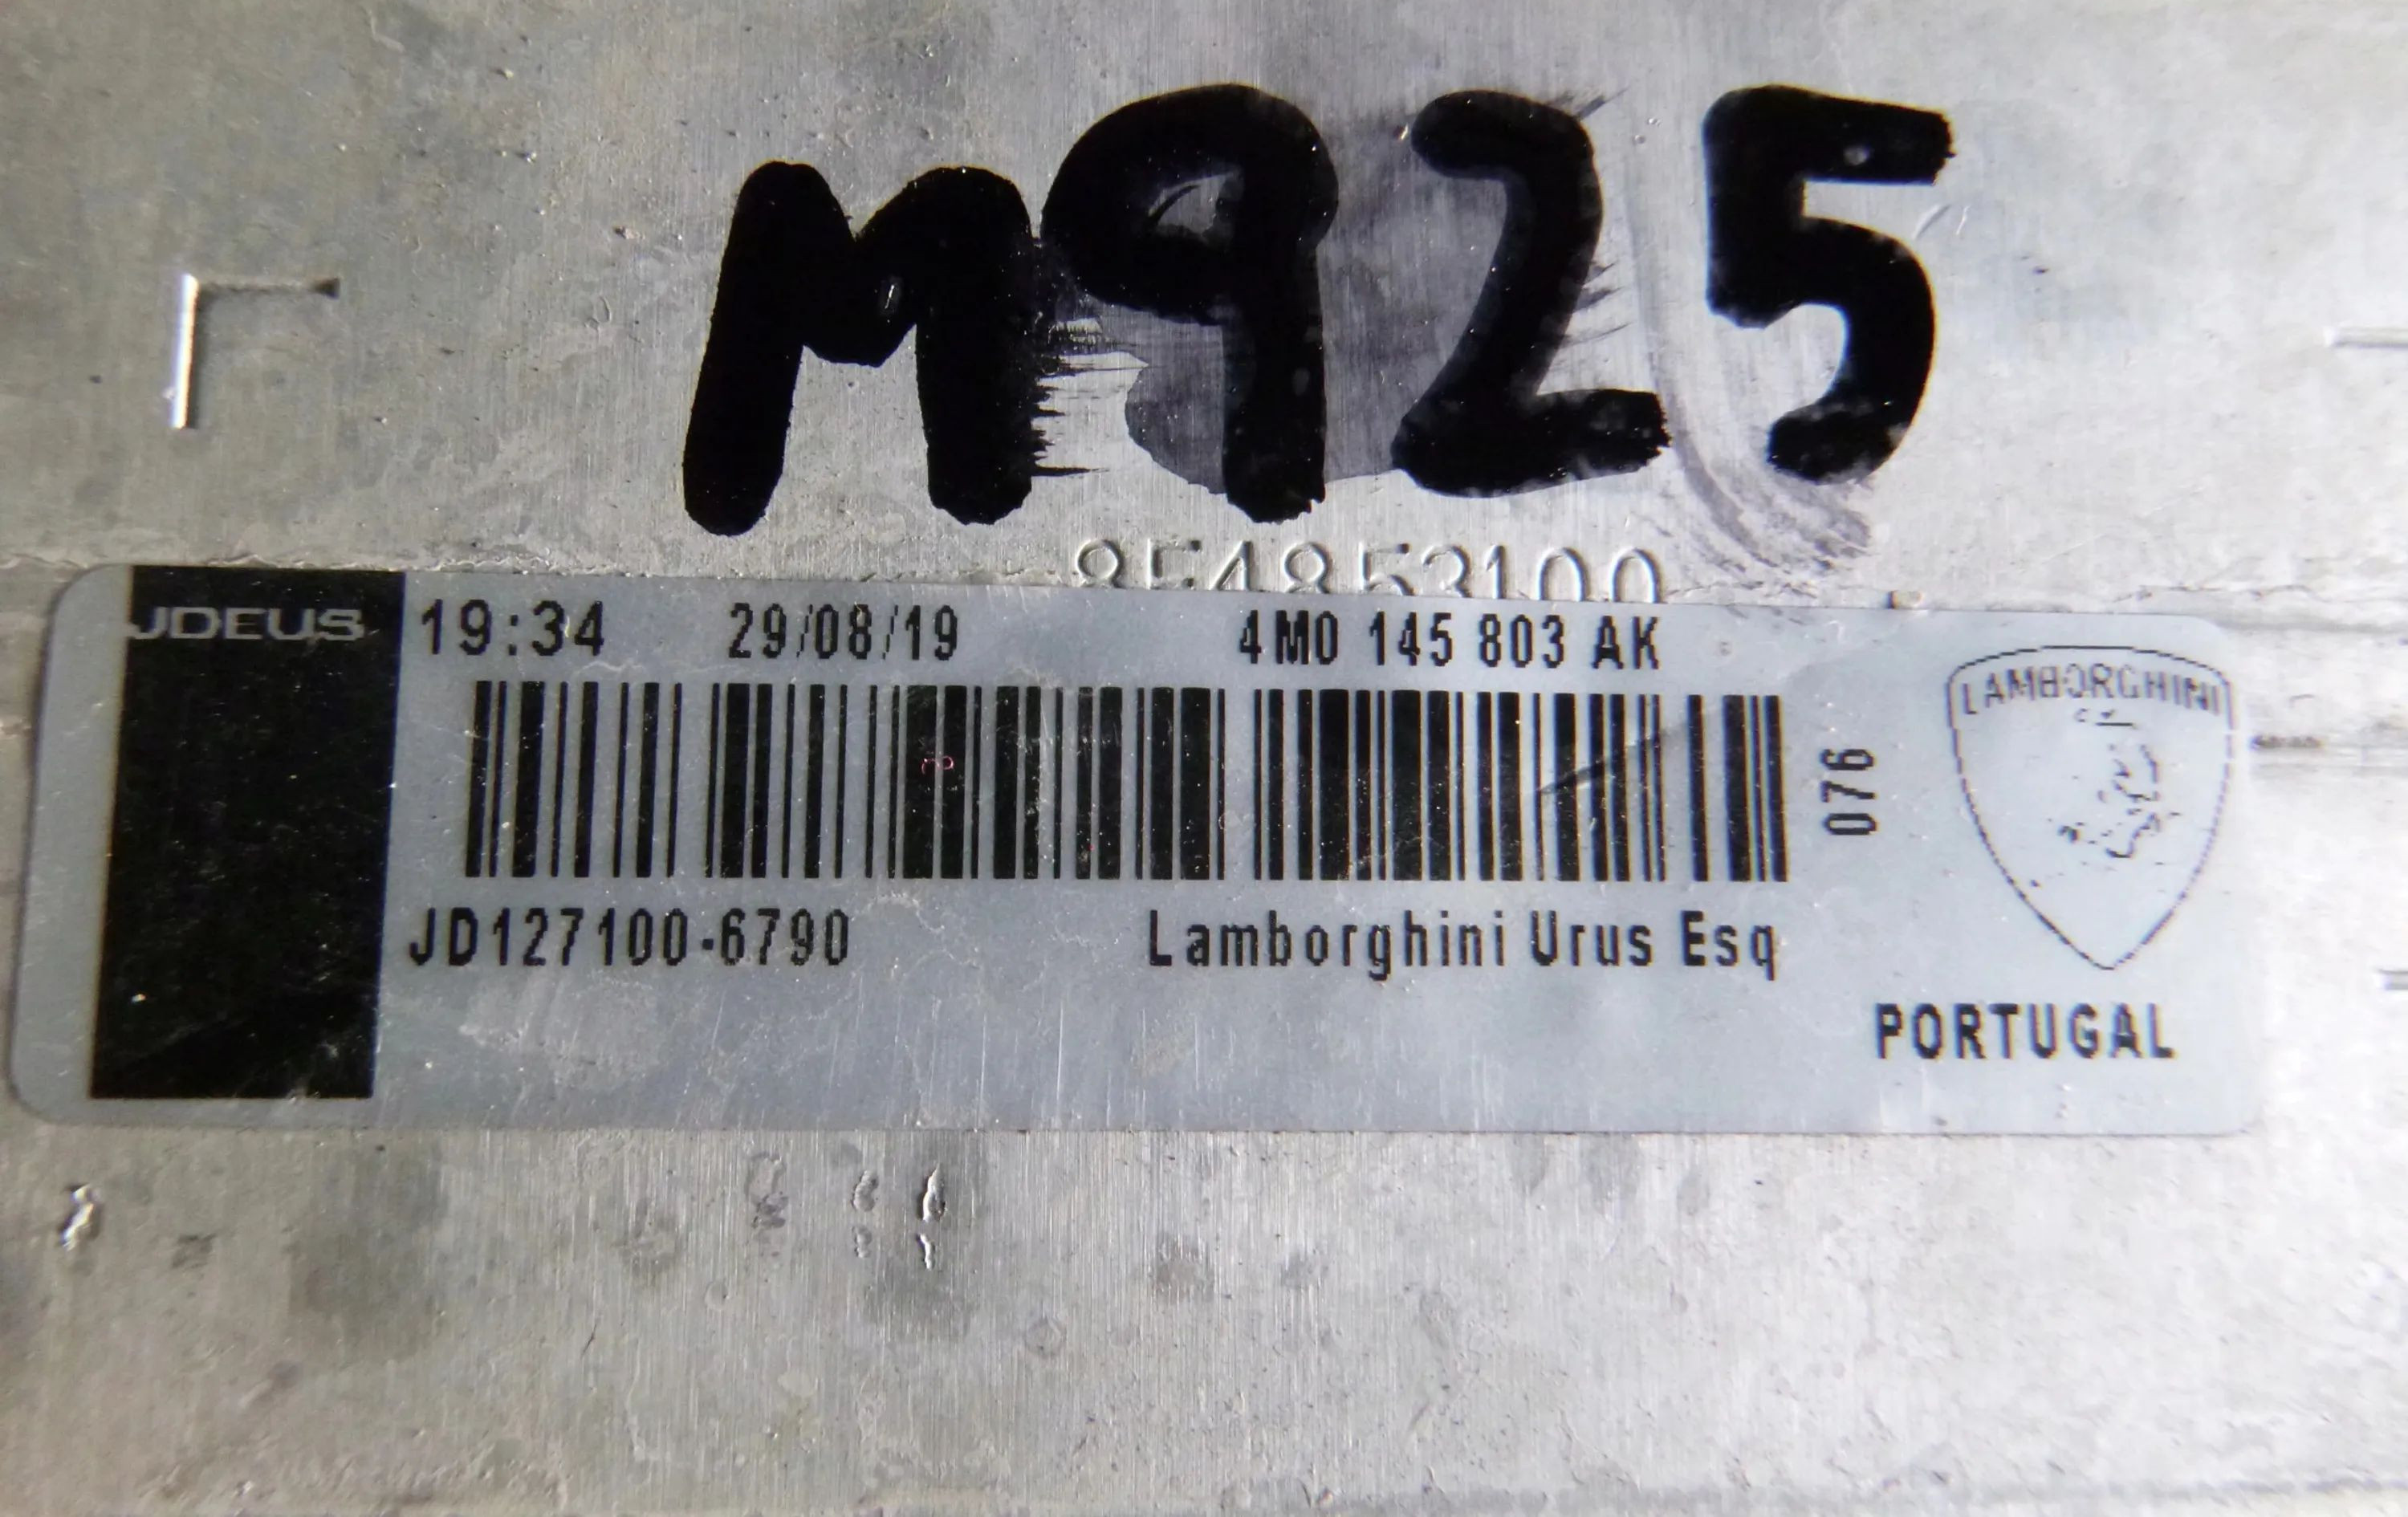 M925
JDEUS 19:34 29/08/19 4M0 145 803 AK
LAMBORGHINI
076
JD127100-6790 Lamborghini Urus Esq
PORTUGAL